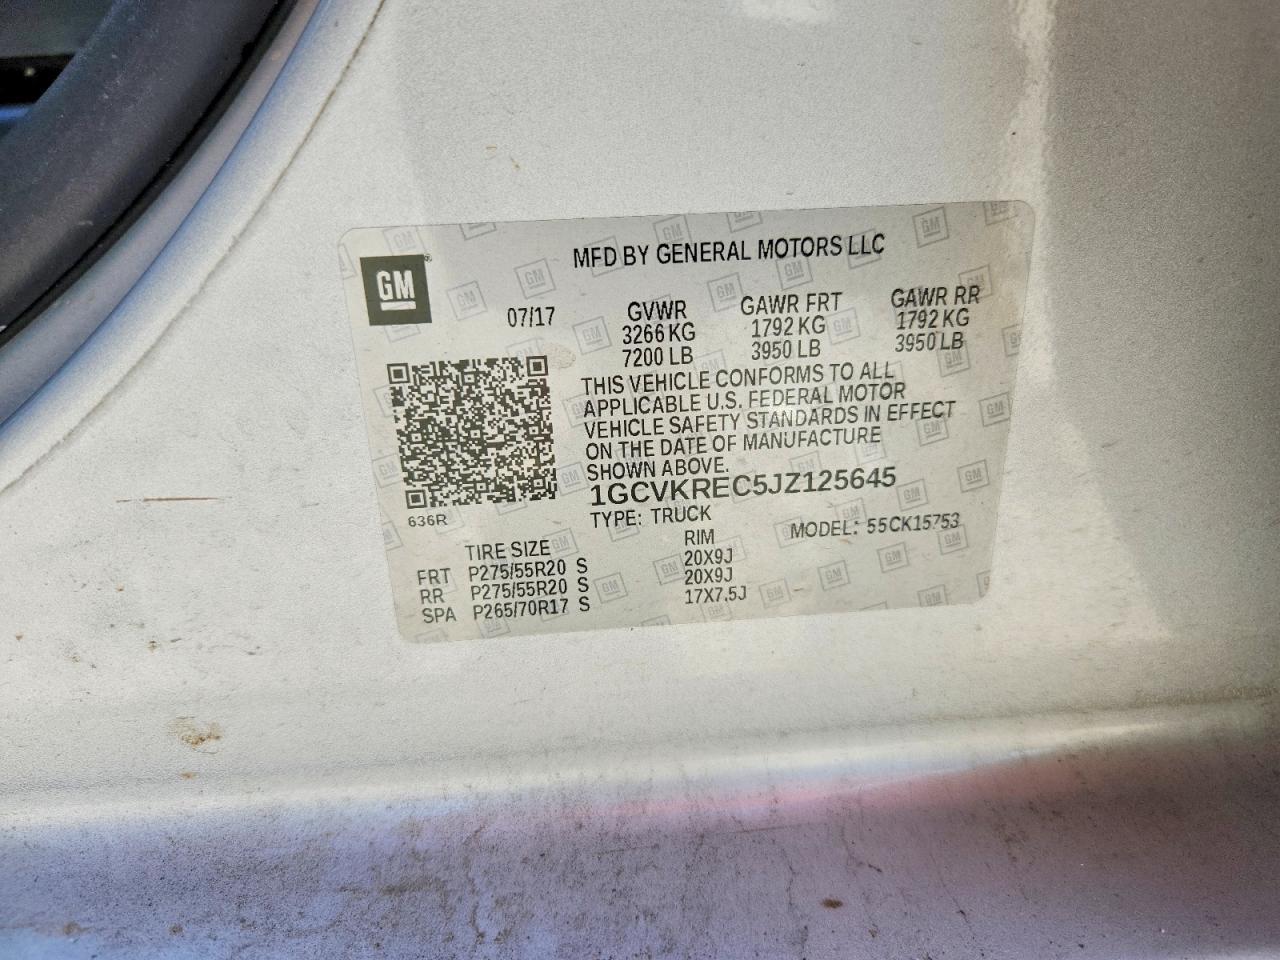 MFD BY GENERAL MOTORS LLC
GM®
07/17
GVWR GAWR FRT GAWR RR
3266 KG 1792 KG 1792 KG
7200 LB 3950 LB 3950 LB
THIS VEHICLE CONFORMS TO ALL
APPLICABLE U.S. FEDERAL MOTOR
VEHICLE SAFETY STANDARDS IN EFFECT
ON THE DATE OF MANUFACTURE
SHOWN ABOVE.
1GCVKREC5JZ125645
636R
TYPE: TRUCK MODEL: 55CK15753
TIRE SIZE RIM
FRT P275/55R20 S 20X9J
RR P275/55R20 S 20X9J
SPA P265/70R17 S 17X7.5J